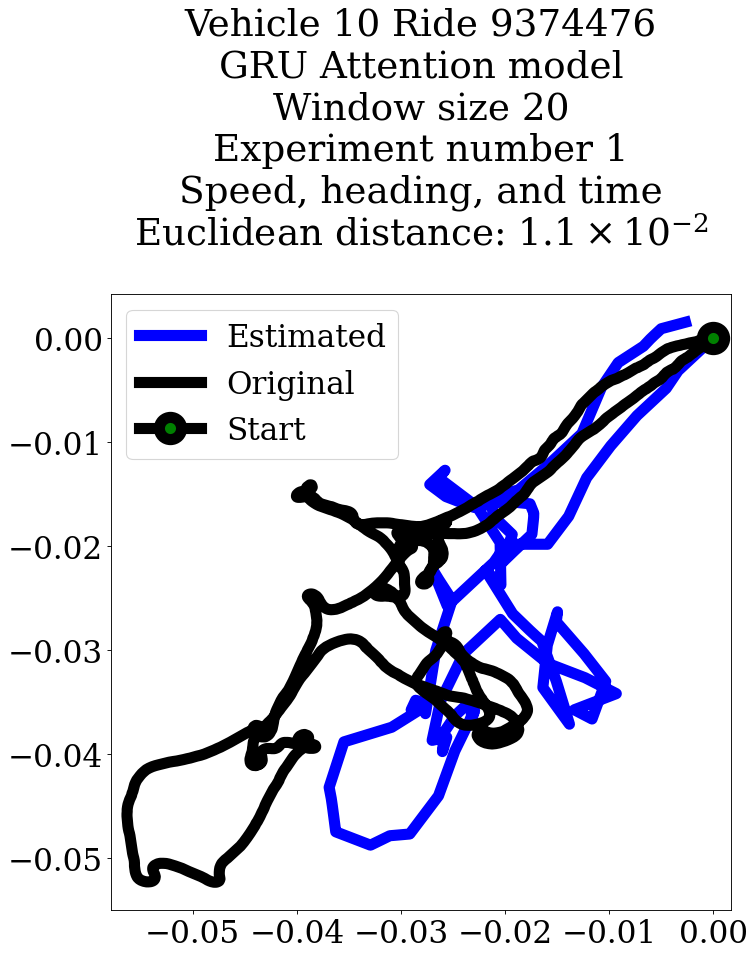 Vehicle 10 Ride 9374476
GRU Attention model
Window size 20
Experiment number 1
Speed, heading, and time
Euclidean distance: 1.1 × 10⁻²
Estimated
Original
Start
0.00
−0.01
−0.02
−0.03
−0.04
−0.05
−0.05 −0.04 −0.03 −0.02 −0.01 0.00